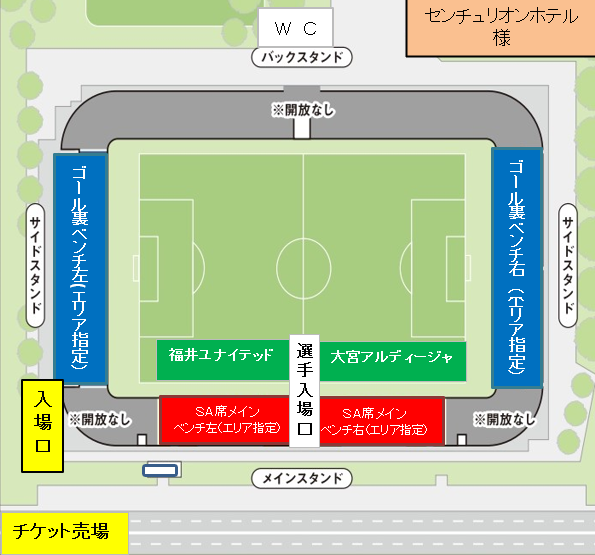 センチュリオンホテル
様
W C
バックスタンド
※開放なし
ゴール裏ベンチ左(エリア指定)
ゴール裏ベンチ右(エリア指定)
サイドスタンド
サイドスタンド
福井ユナイテッド
選手入場口
大宮アルディージャ
入場口
※開放なし
SA席メイン
ベンチ左(エリア指定)
SA席メイン
ベンチ右(エリア指定)
※開放なし
メインスタンド
チケット売場